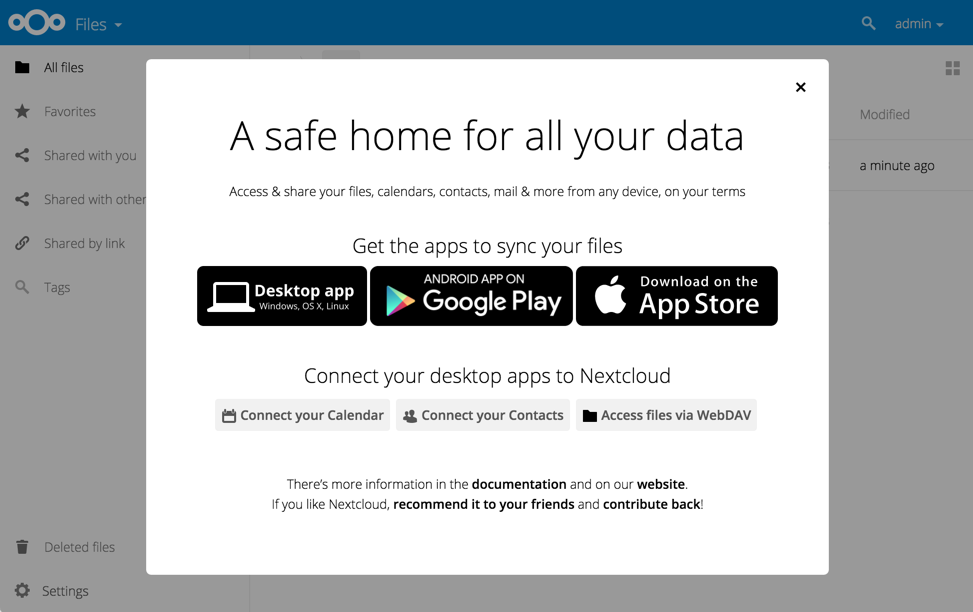 Files
admin
All files
Favorites
Shared with you
Shared with other
Shared by link
Tags
Deleted files
Settings
Modified
a minute ago
A safe home for all your data
Access & share your files, calendars, contacts, mail & more from any device, on your terms
Get the apps to sync your files
Desktop app
Windows, OS X, Linux
ANDROID APP ON
Google Play
Download on the
App Store
Connect your desktop apps to Nextcloud
Connect your Calendar
Connect your Contacts
Access files via WebDAV
There’s more information in the documentation and on our website.
If you like Nextcloud, recommend it to your friends and contribute back!